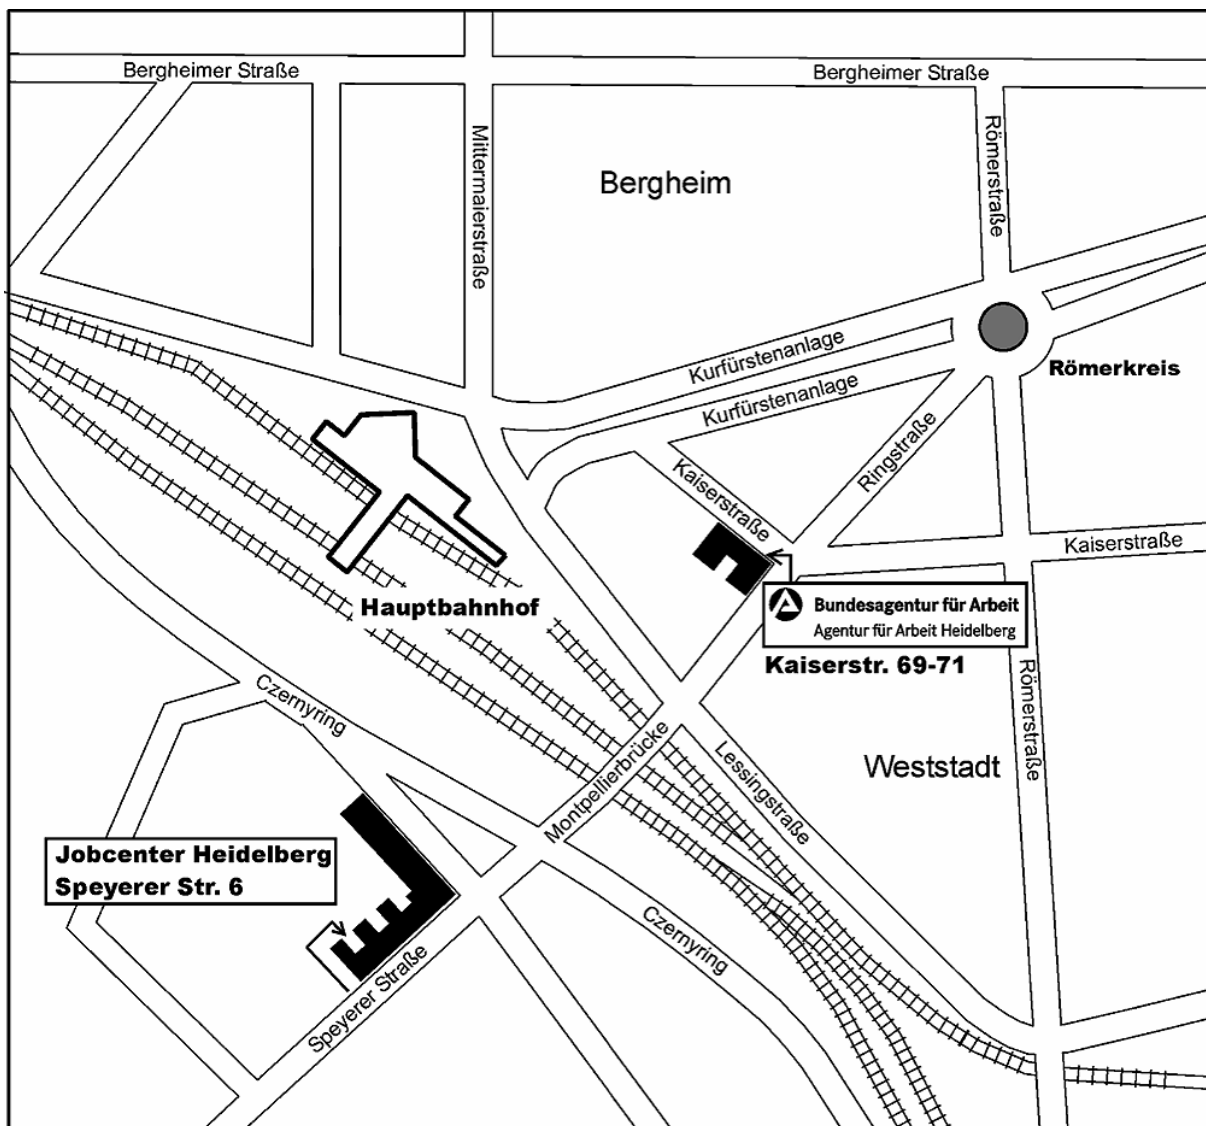 Bergheimer Straße
Bergheimer Straße
Mittermaierstraße
Römerstraße
Bergheim
Kurfürstenanlage
Römerkreis
Kurfürstenanlage
Ringstraße
Kaiserstraße
Kaiserstraße
Hauptbahnhof
Bundesagentur für Arbeit
Agentur für Arbeit Heidelberg
Kaiserstr. 69-71
Czernyring
Römerstraße
Montpellierbrücke
Lessingstraße
Weststadt
Jobcenter Heidelberg
Speyerer Str. 6
Czernyring
Speyerer Straße